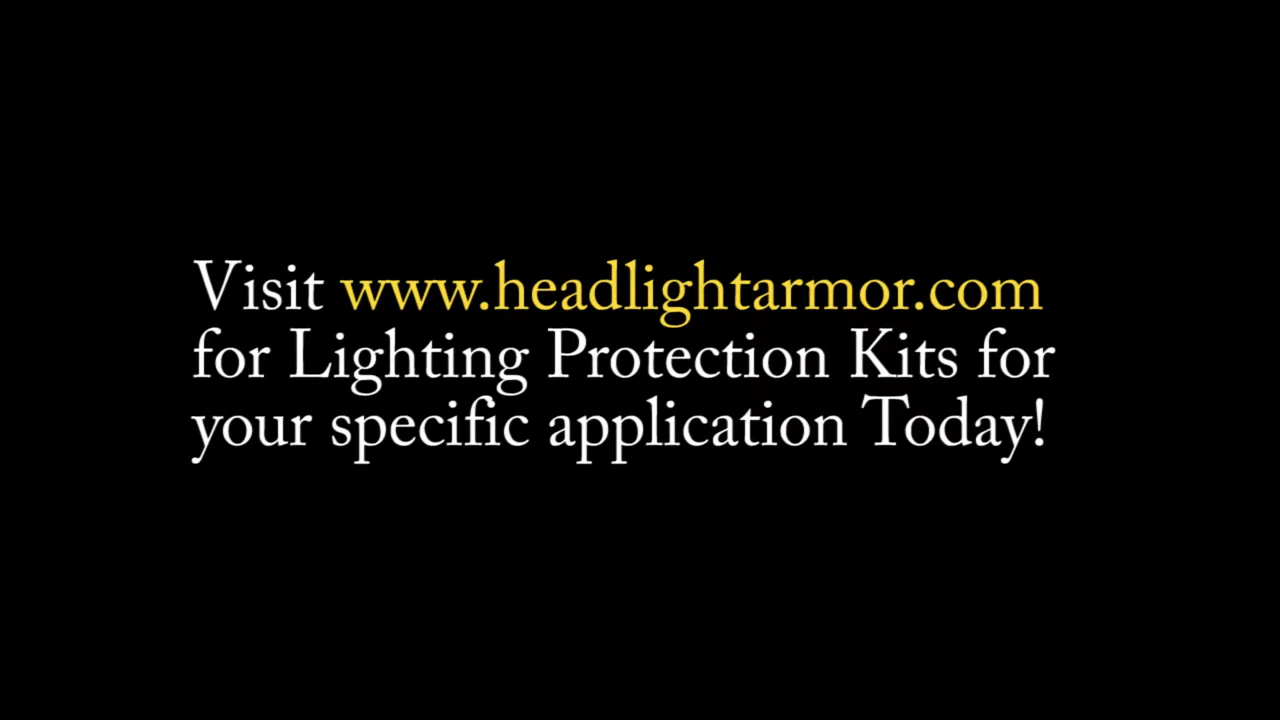 Visit www.headlightarmor.com
for Lighting Protection Kits for
your specific application Today!